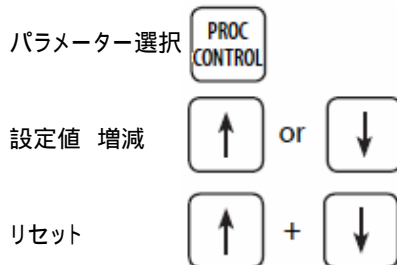 パラメーター選択 PROC CONTROL
設定値 増減 ↑ or ↓
リセット ↑ + ↓